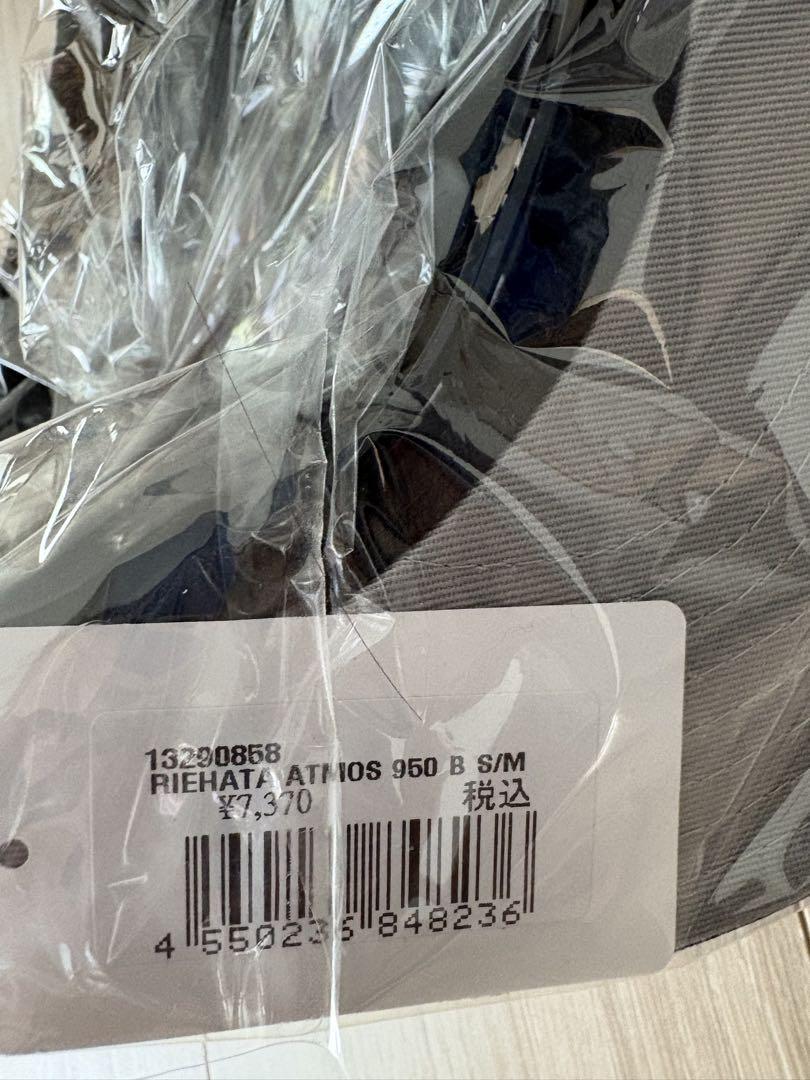 13290858
RIEHATA ATMOS 950 B S/M
¥7,370 税込
4 550236 848236